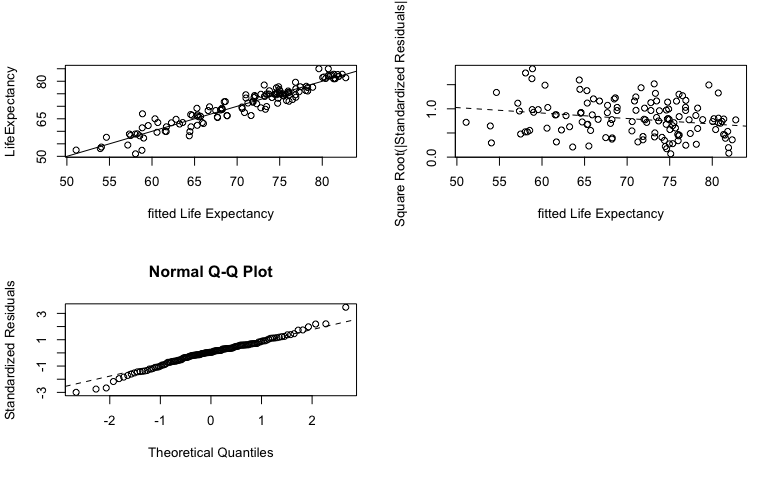 LifeExpectancy
80
65
50
50 55 60 65 70 75 80
fitted Life Expectancy
Square Root(|Standardized Residuals|
1.0
0.0
50 55 60 65 70 75 80
fitted Life Expectancy
Normal Q-Q Plot
Standardized Residuals
3
1
-1
-3
-2 -1 0 1 2
Theoretical Quantiles